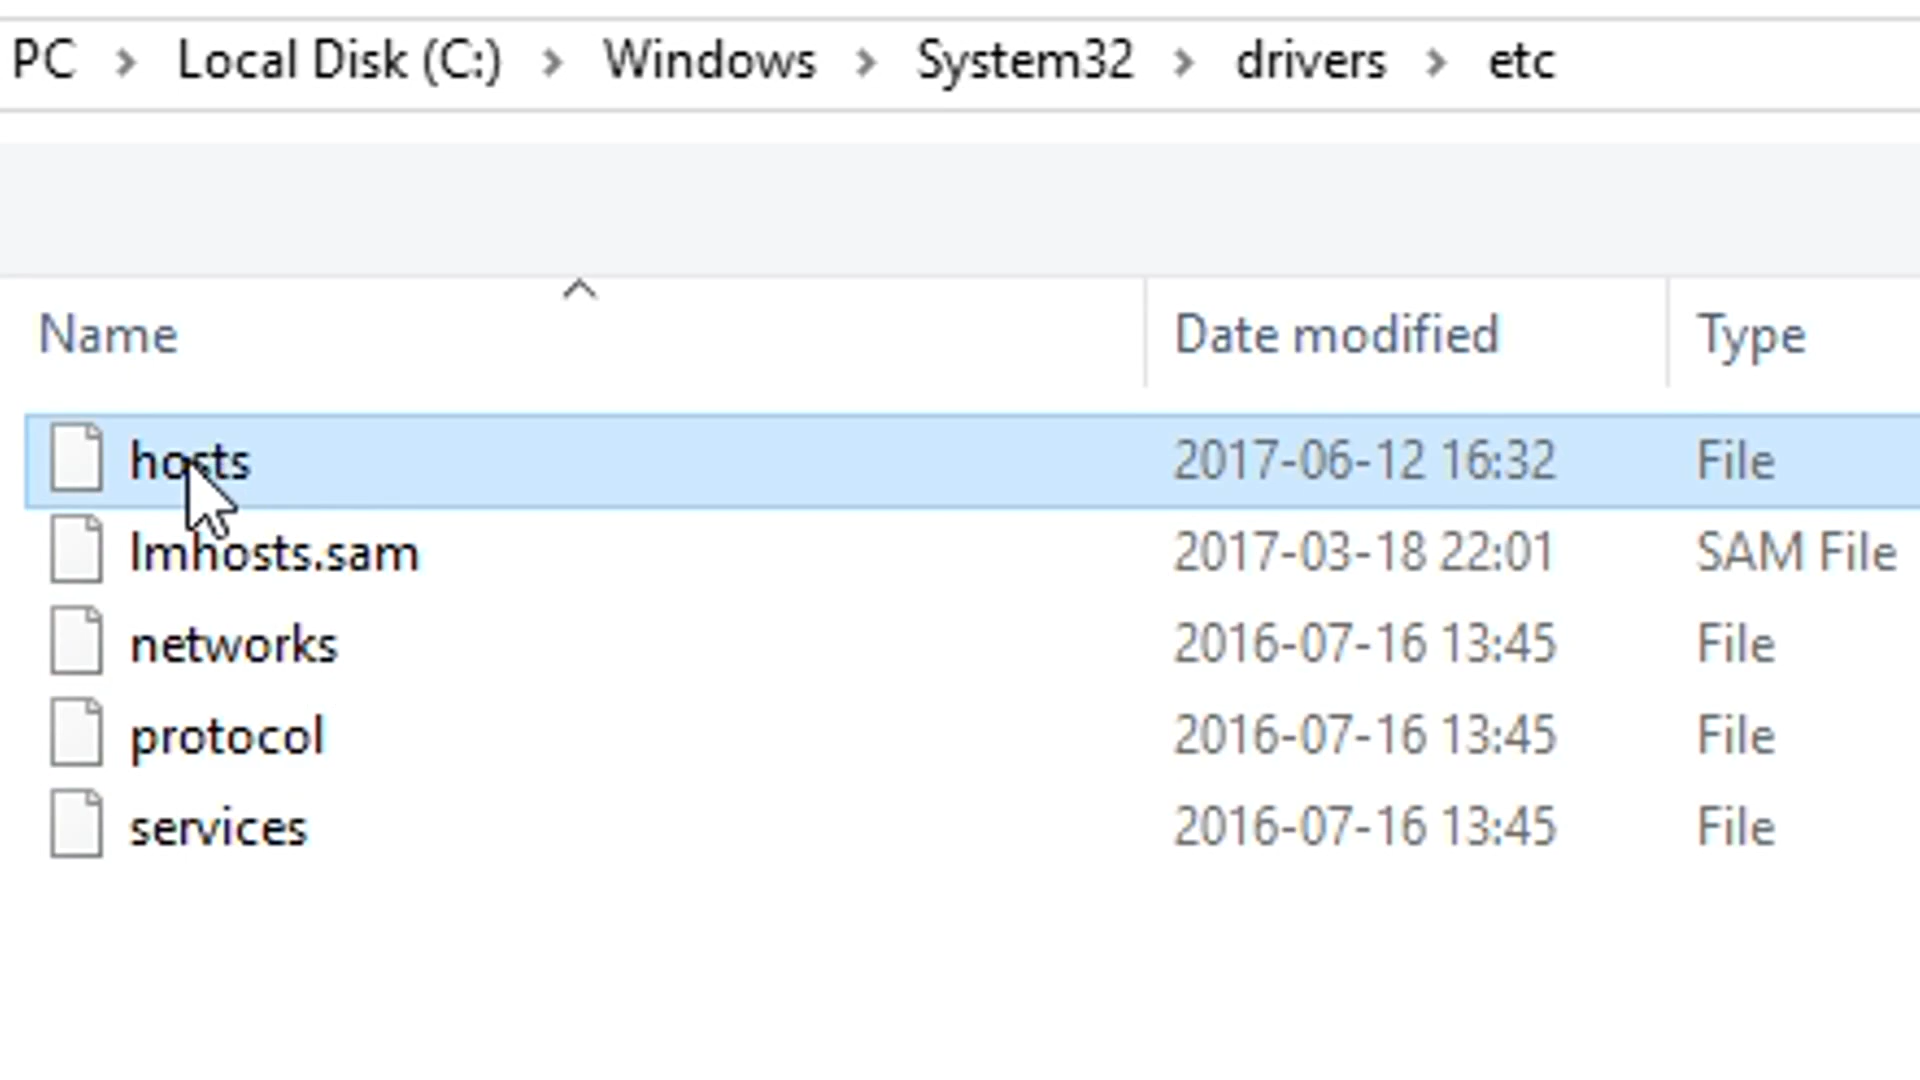 PC > Local Disk (C:) > Windows > System32 > drivers > etc
Name Date modified Type
hosts 2017-06-12 16:32 File
lmhosts.sam 2017-03-18 22:01 SAM File
networks 2016-07-16 13:45 File
protocol 2016-07-16 13:45 File
services 2016-07-16 13:45 File